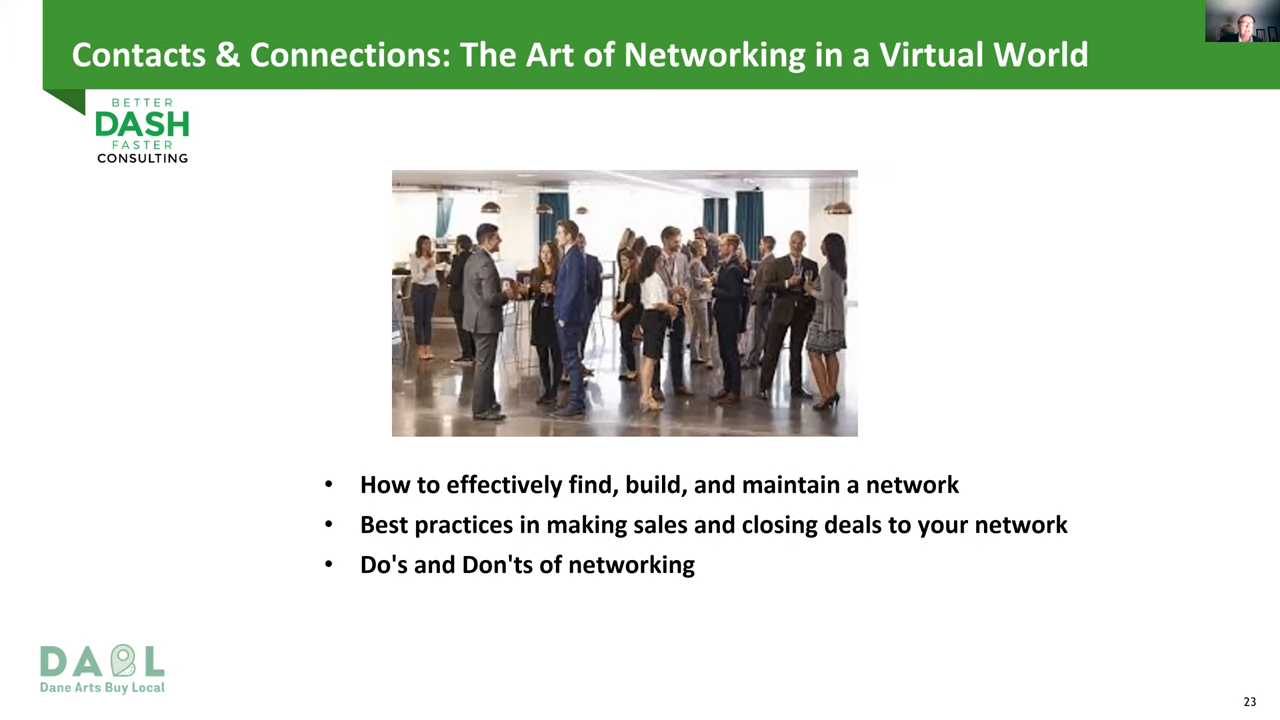 Contacts & Connections: The Art of Networking in a Virtual World
BETTER
DASH
FASTER
CONSULTING
• How to effectively find, build, and maintain a network
• Best practices in making sales and closing deals to your network
• Do's and Don'ts of networking
DABL
Dane Arts Buy Local
23